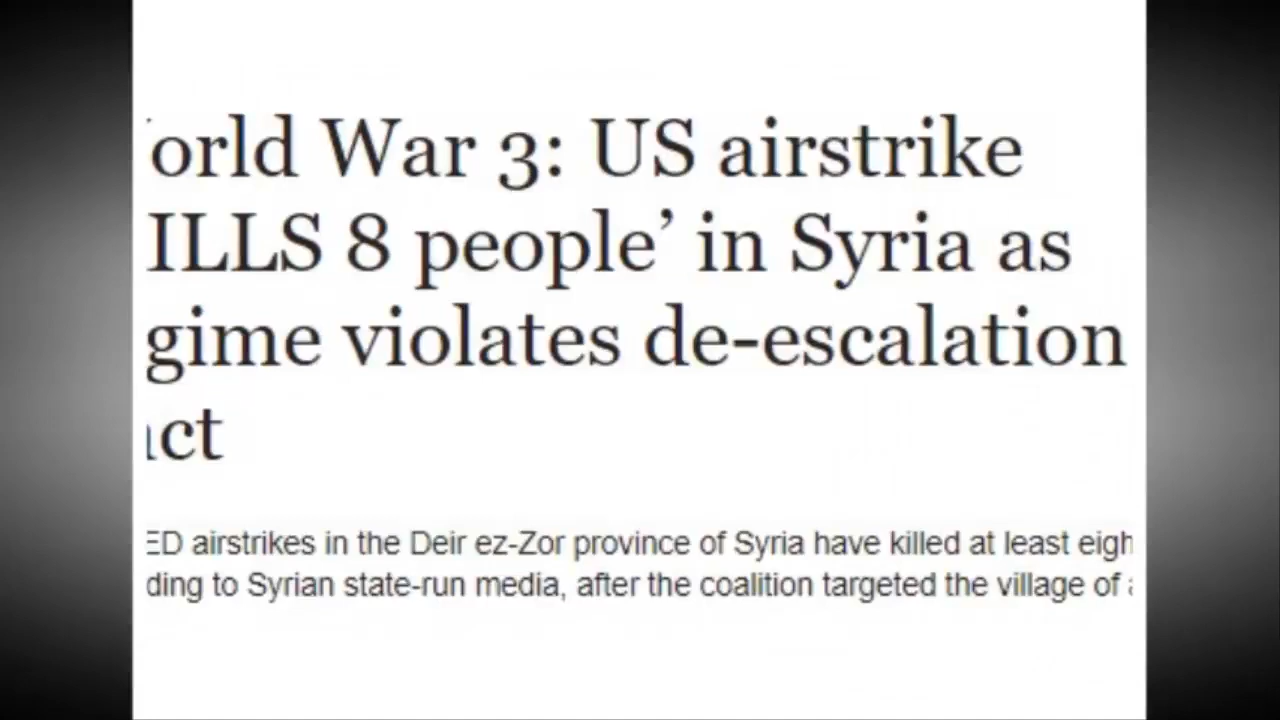 orld War 3: US airstrike
ILLS 8 people’ in Syria as
gime violates de-escalation
ct
ED airstrikes in the Deir ez-Zor province of Syria have killed at least eigh
ding to Syrian state-run media, after the coalition targeted the village of